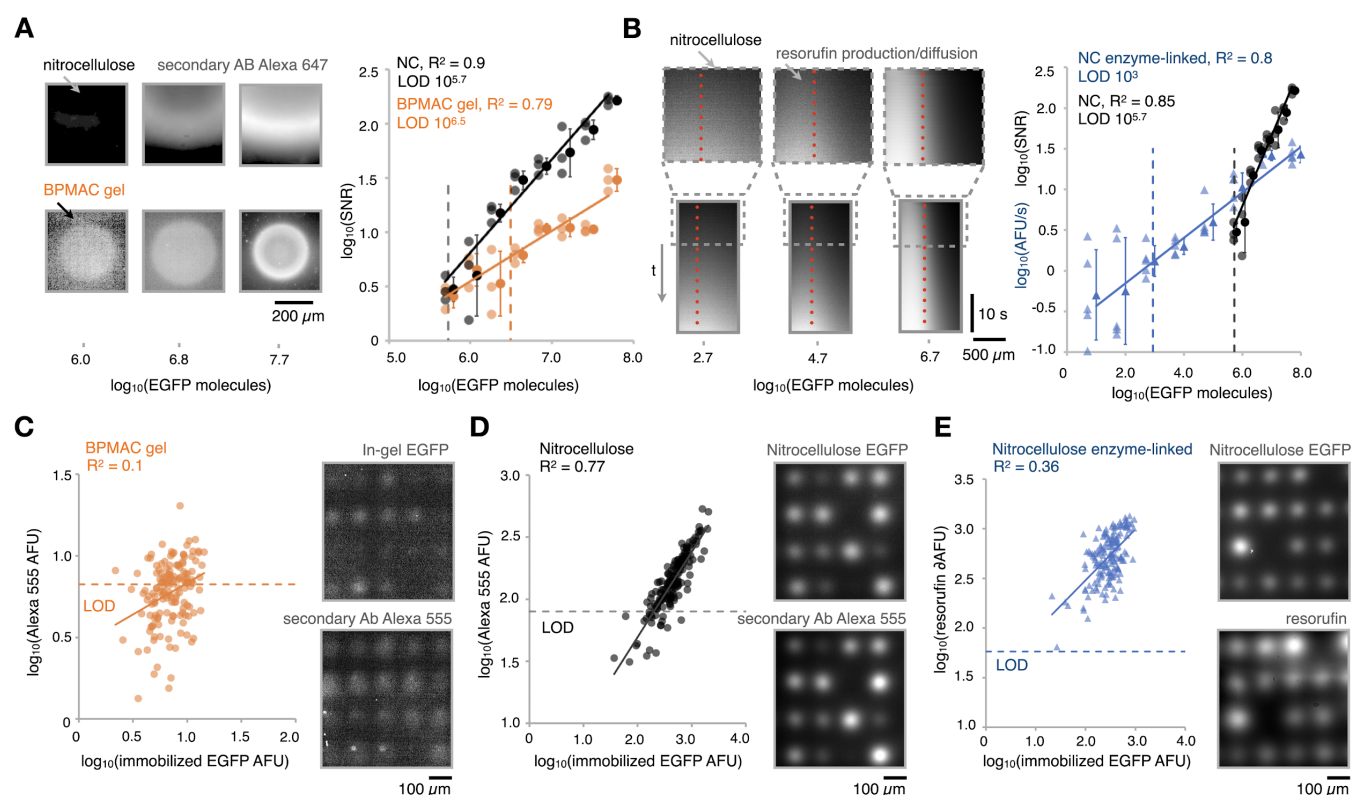 A
nitrocellulose
secondary AB Alexa 647
BPMAC gel
200 µm
6.0
6.8
7.7
log₁₀(EGFP molecules)
NC, R² = 0.9
LOD 10⁵·⁷
BPMAC gel, R² = 0.79
LOD 10⁶·⁵
log₁₀(SNR)
2.5
2.0
1.5
1.0
0.5
0
5.0
6.0
7.0
8.0
log₁₀(EGFP molecules)
B
nitrocellulose
resorufin production/diffusion
t
10 s
500 µm
2.7
4.7
6.7
log₁₀(EGFP molecules)
NC enzyme-linked, R² = 0.8
LOD 10³
NC, R² = 0.85
LOD 10⁵·⁷
log₁₀(AFU/s)
log₁₀(SNR)
2.5
2.0
1.5
1.0
0.5
0
-0.5
-1.0
0
2.0
4.0
6.0
8.0
log₁₀(EGFP molecules)
C
BPMAC gel
R² = 0.1
log₁₀(Alexa 555 AFU)
1.5
1.0
0.5
0
LOD
0
0.5
1.0
1.5
2.0
log₁₀(immobilized EGFP AFU)
In-gel EGFP
secondary Ab Alexa 555
100 µm
D
Nitrocellulose
R² = 0.77
log₁₀(Alexa 555 AFU)
3.0
2.5
2.0
1.5
1.0
LOD
0
1.0
2.0
3.0
4.0
log₁₀(immobilized EGFP AFU)
Nitrocellulose EGFP
secondary Ab Alexa 555
100 µm
E
Nitrocellulose enzyme-linked
R² = 0.36
log₁₀(resorufin ∂AFU)
3.5
3.0
2.5
2.0
1.5
1.0
LOD
0
1.0
2.0
3.0
4.0
log₁₀(immobilized EGFP AFU)
Nitrocellulose EGFP
resorufin
100 µm